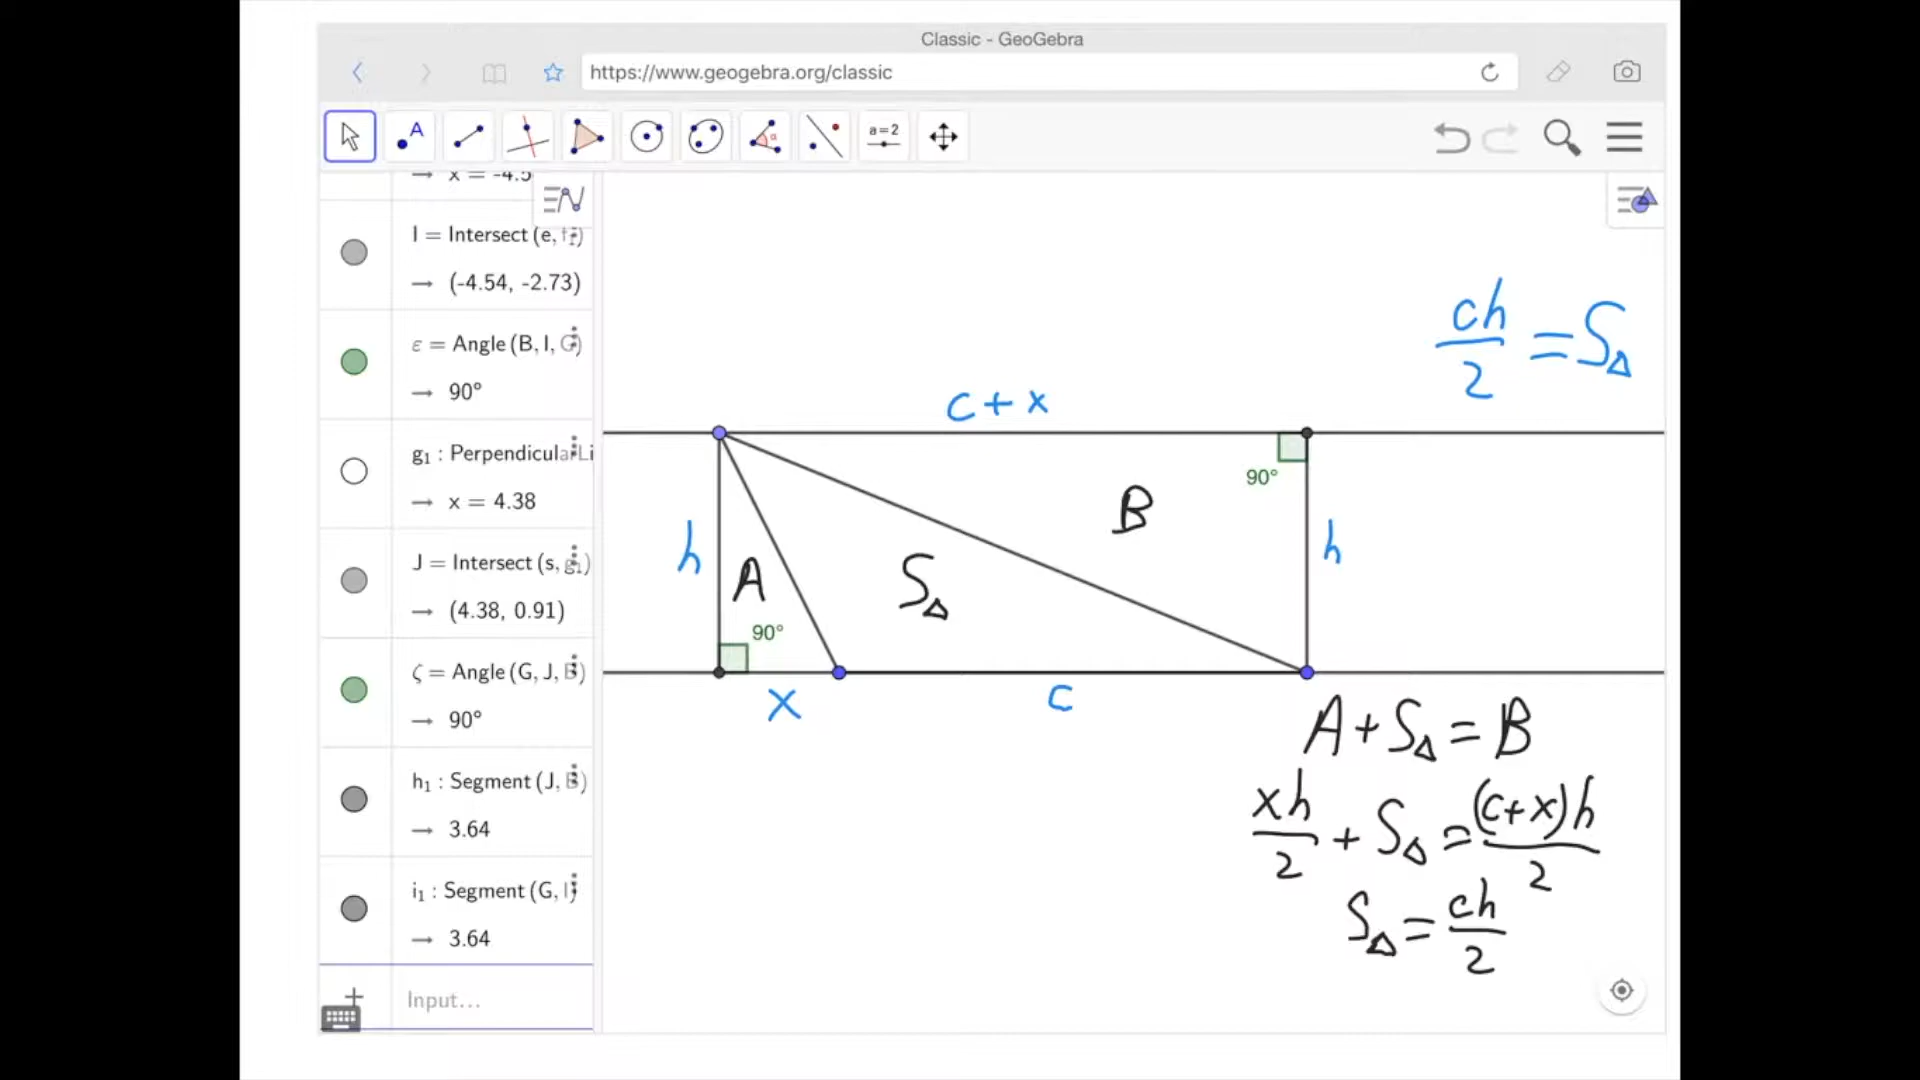 Classic - GeoGebra
https://www.geogebra.org/classic
A
α
a=2
→ x = -4.5
I = Intersect(e,
→ (-4.54, -2.73)
ε = Angle(B, I, G)
→ 90°
g₁ : PerpendicularLi
→ x = 4.38
J = Intersect(s, g₁)
→ (4.38, 0.91)
ζ = Angle(G, J, B)
→ 90°
h₁ : Segment(J, B)
→ 3.64
i₁ : Segment(G, I)
→ 3.64
+ Input…
ch/2 = S△
c + x
90°
B
h
A
S△
h
90°
x
c
A + S△ = B
xh/2 + S△ = (c+x)h/2
S△ = ch/2